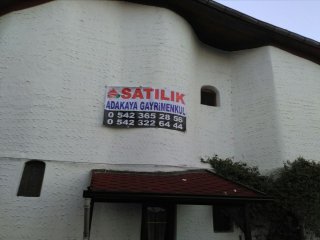 SATILIK
ADAKAYA GAYRİMENKUL
0 542 365 28 56
0 542 322 64 44